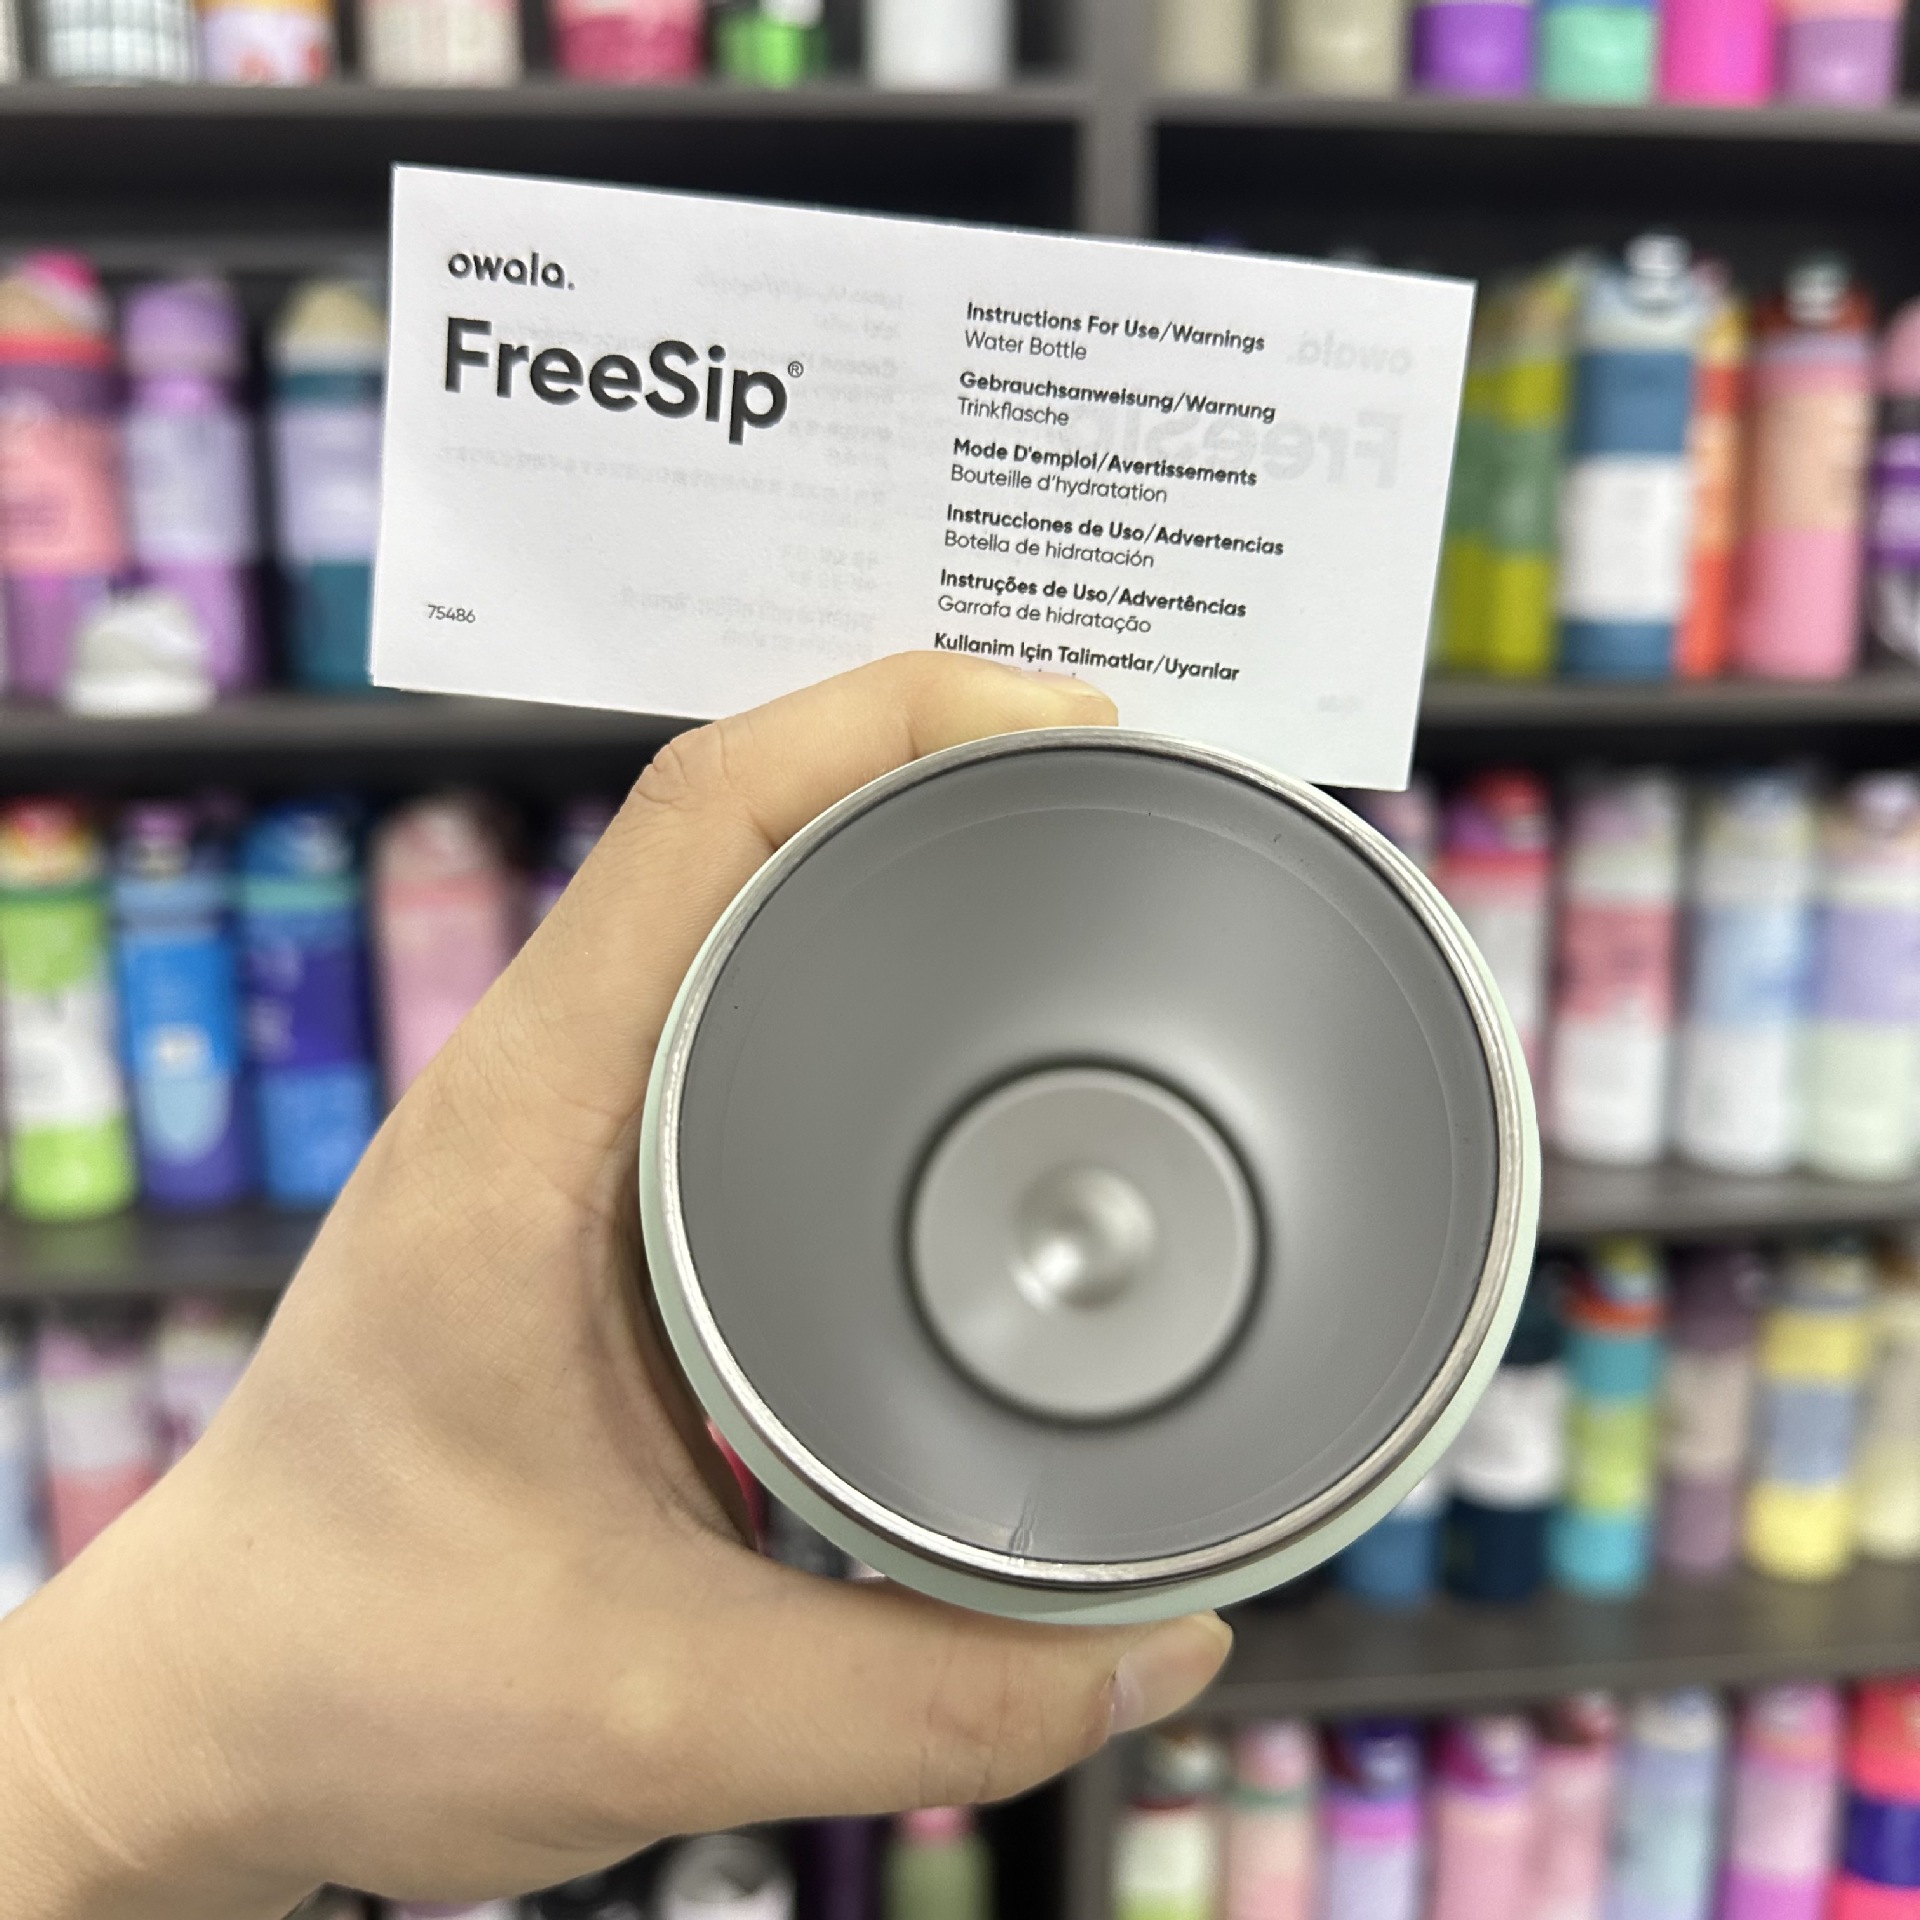 owala.
FreeSip®
75486
Instructions For Use/Warnings
Water Bottle
Gebrauchsanweisung/Warnung
Trinkflasche
Mode D'emploi/Avertissements
Bouteille d'hydratation
Instrucciones de Uso/Advertencias
Botella de hidratación
Instruções de Uso/Advertências
Garrafa de hidratação
Kullanim Için Talimatlar/Uyarılar